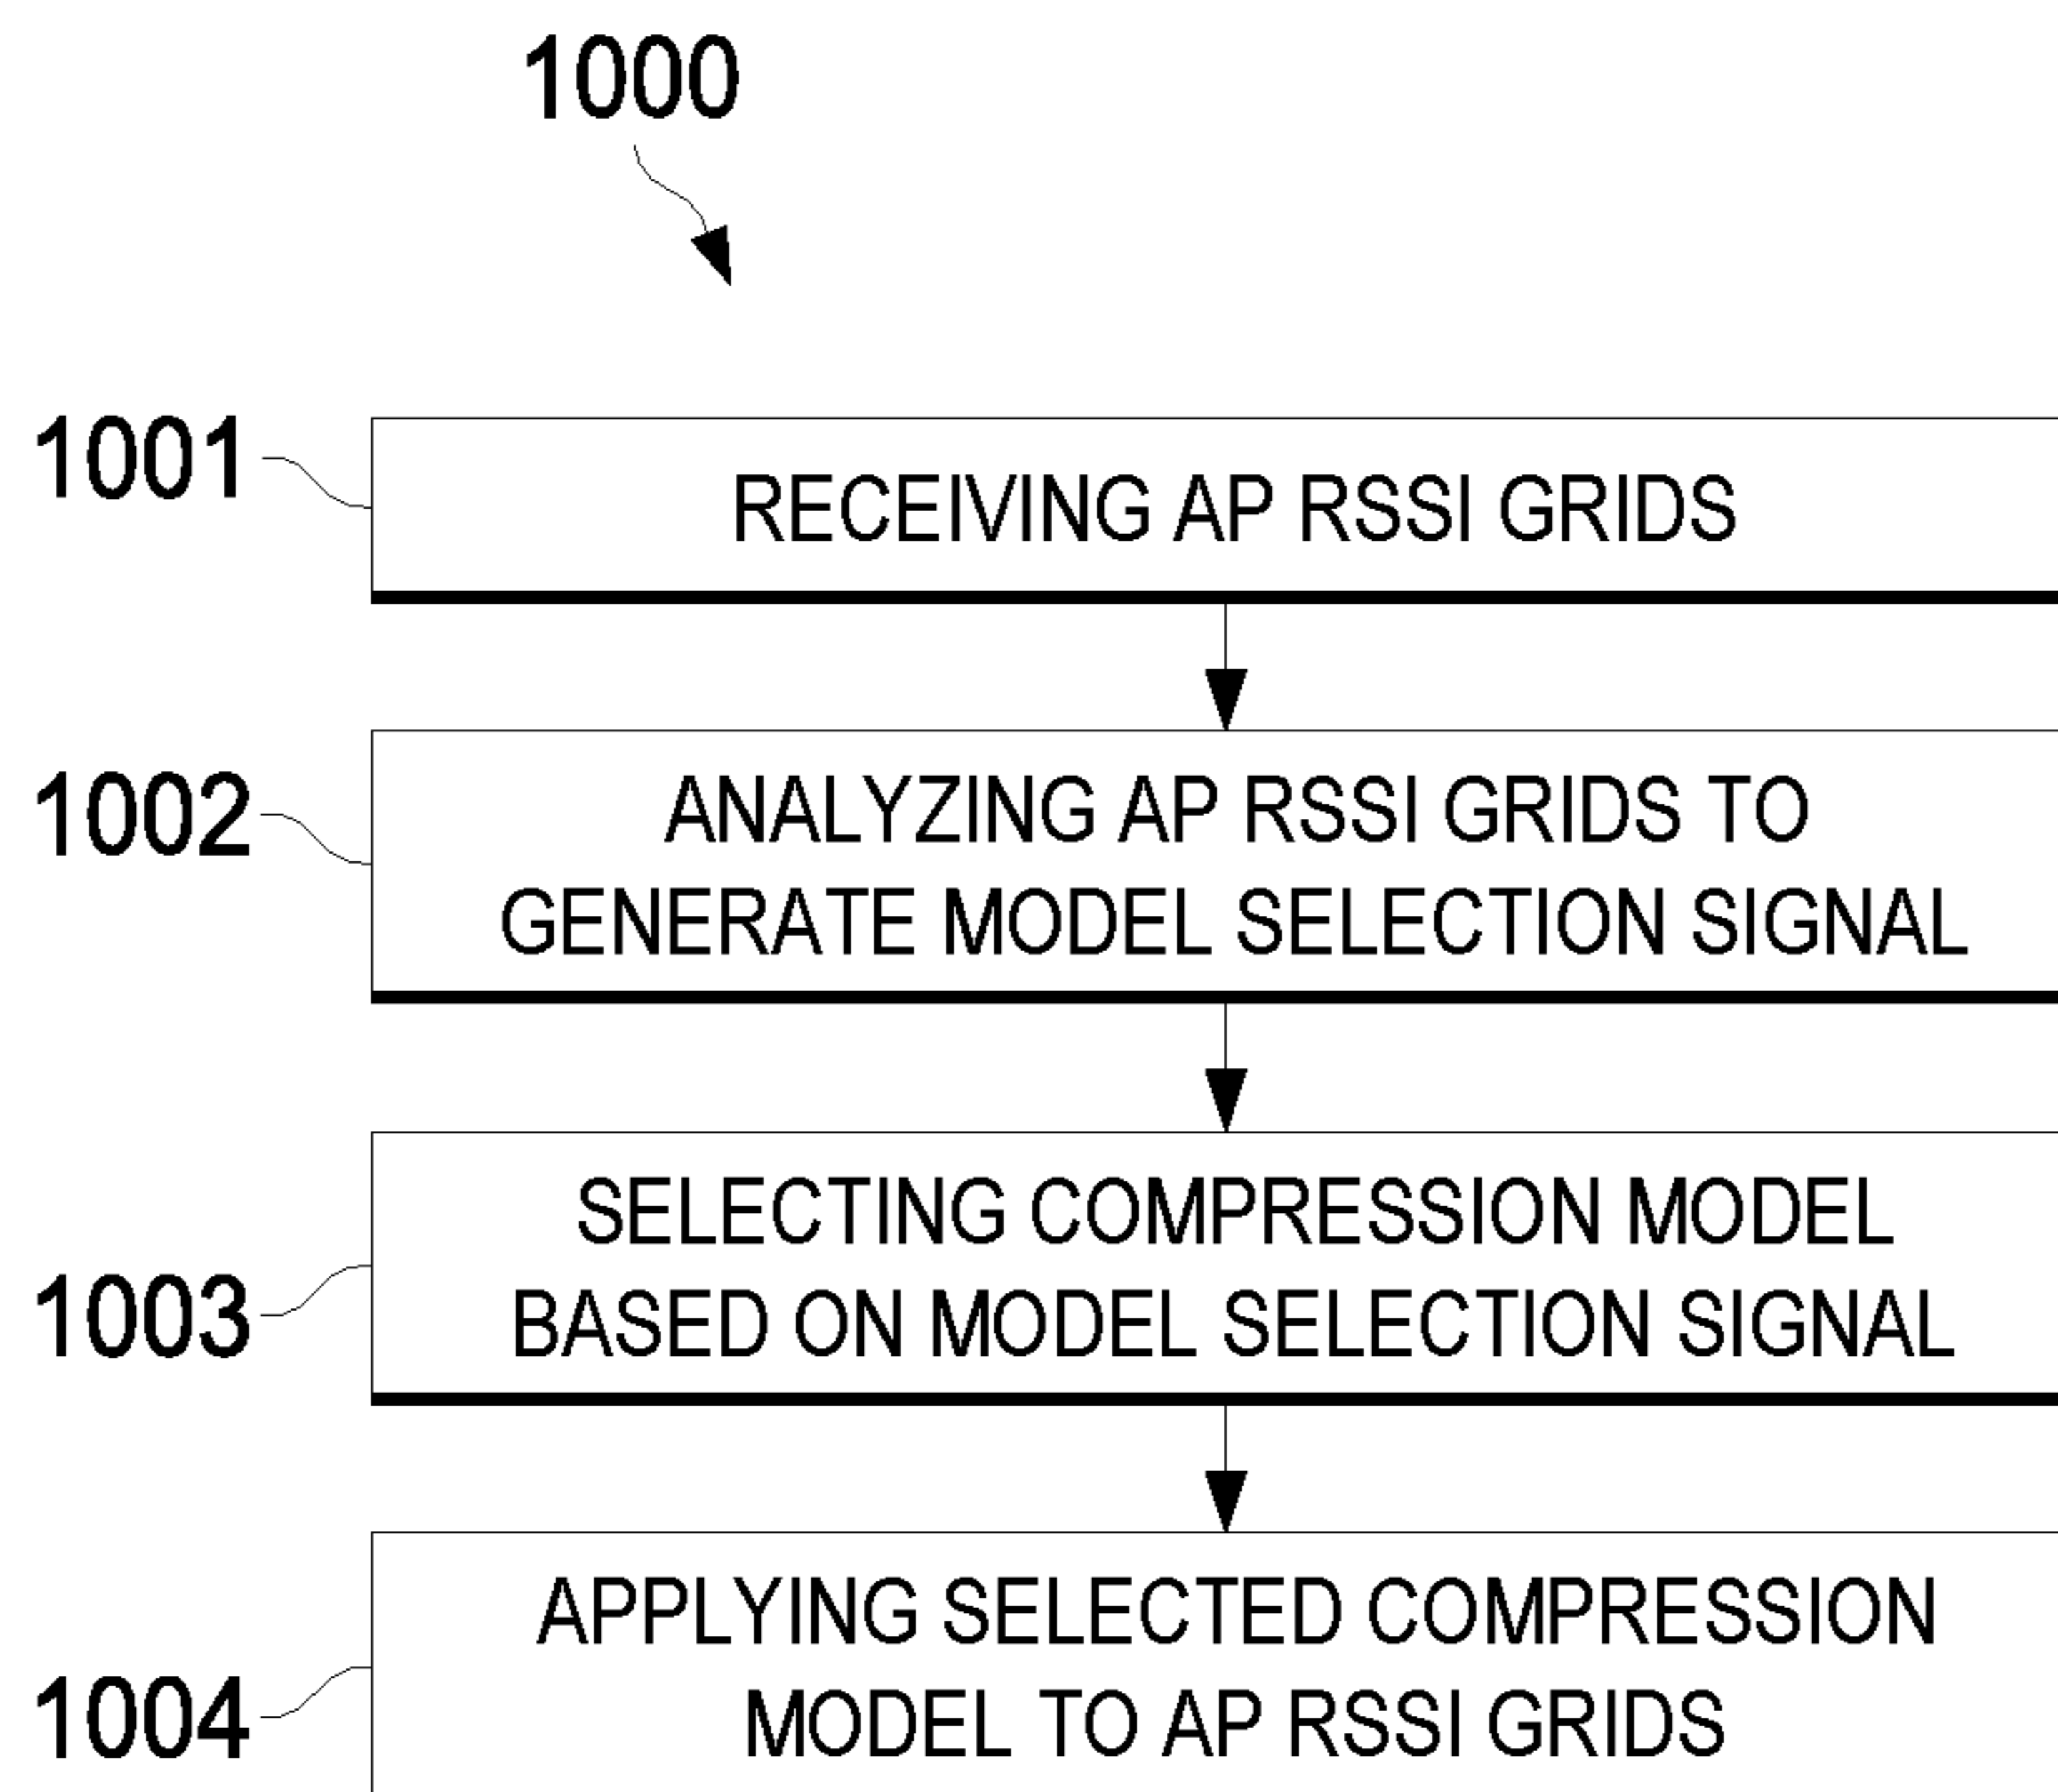 1000
1001
RECEIVING AP RSSI GRIDS
1002
ANALYZING AP RSSI GRIDS TO
GENERATE MODEL SELECTION SIGNAL
1003
SELECTING COMPRESSION MODEL
BASED ON MODEL SELECTION SIGNAL
1004
APPLYING SELECTED COMPRESSION
MODEL TO AP RSSI GRIDS